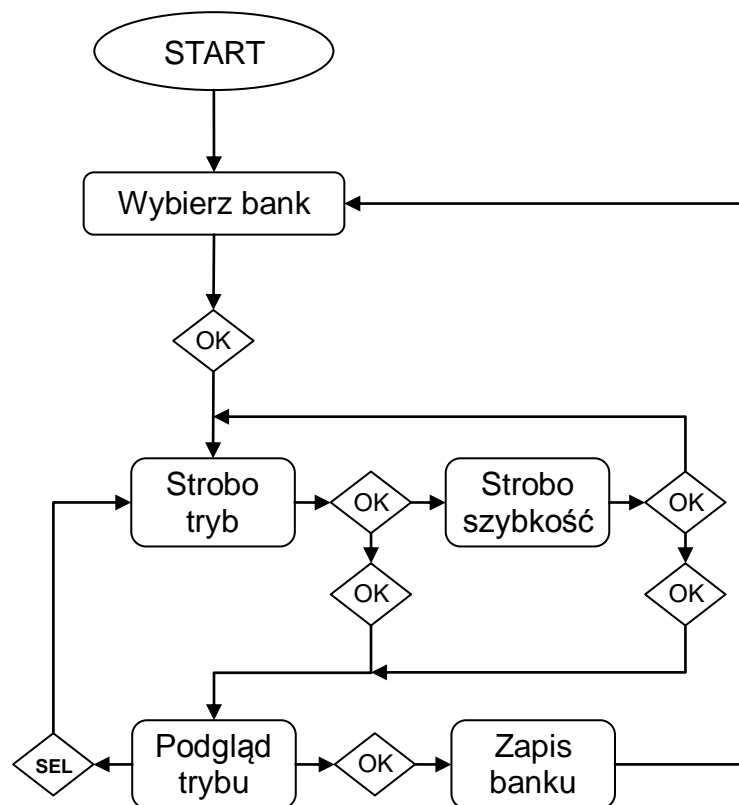 START
Wybierz bank
OK
Strobo
tryb
OK
Strobo
szybkość
OK
OK
OK
SEL
Podgląd
trybu
OK
Zapis
banku